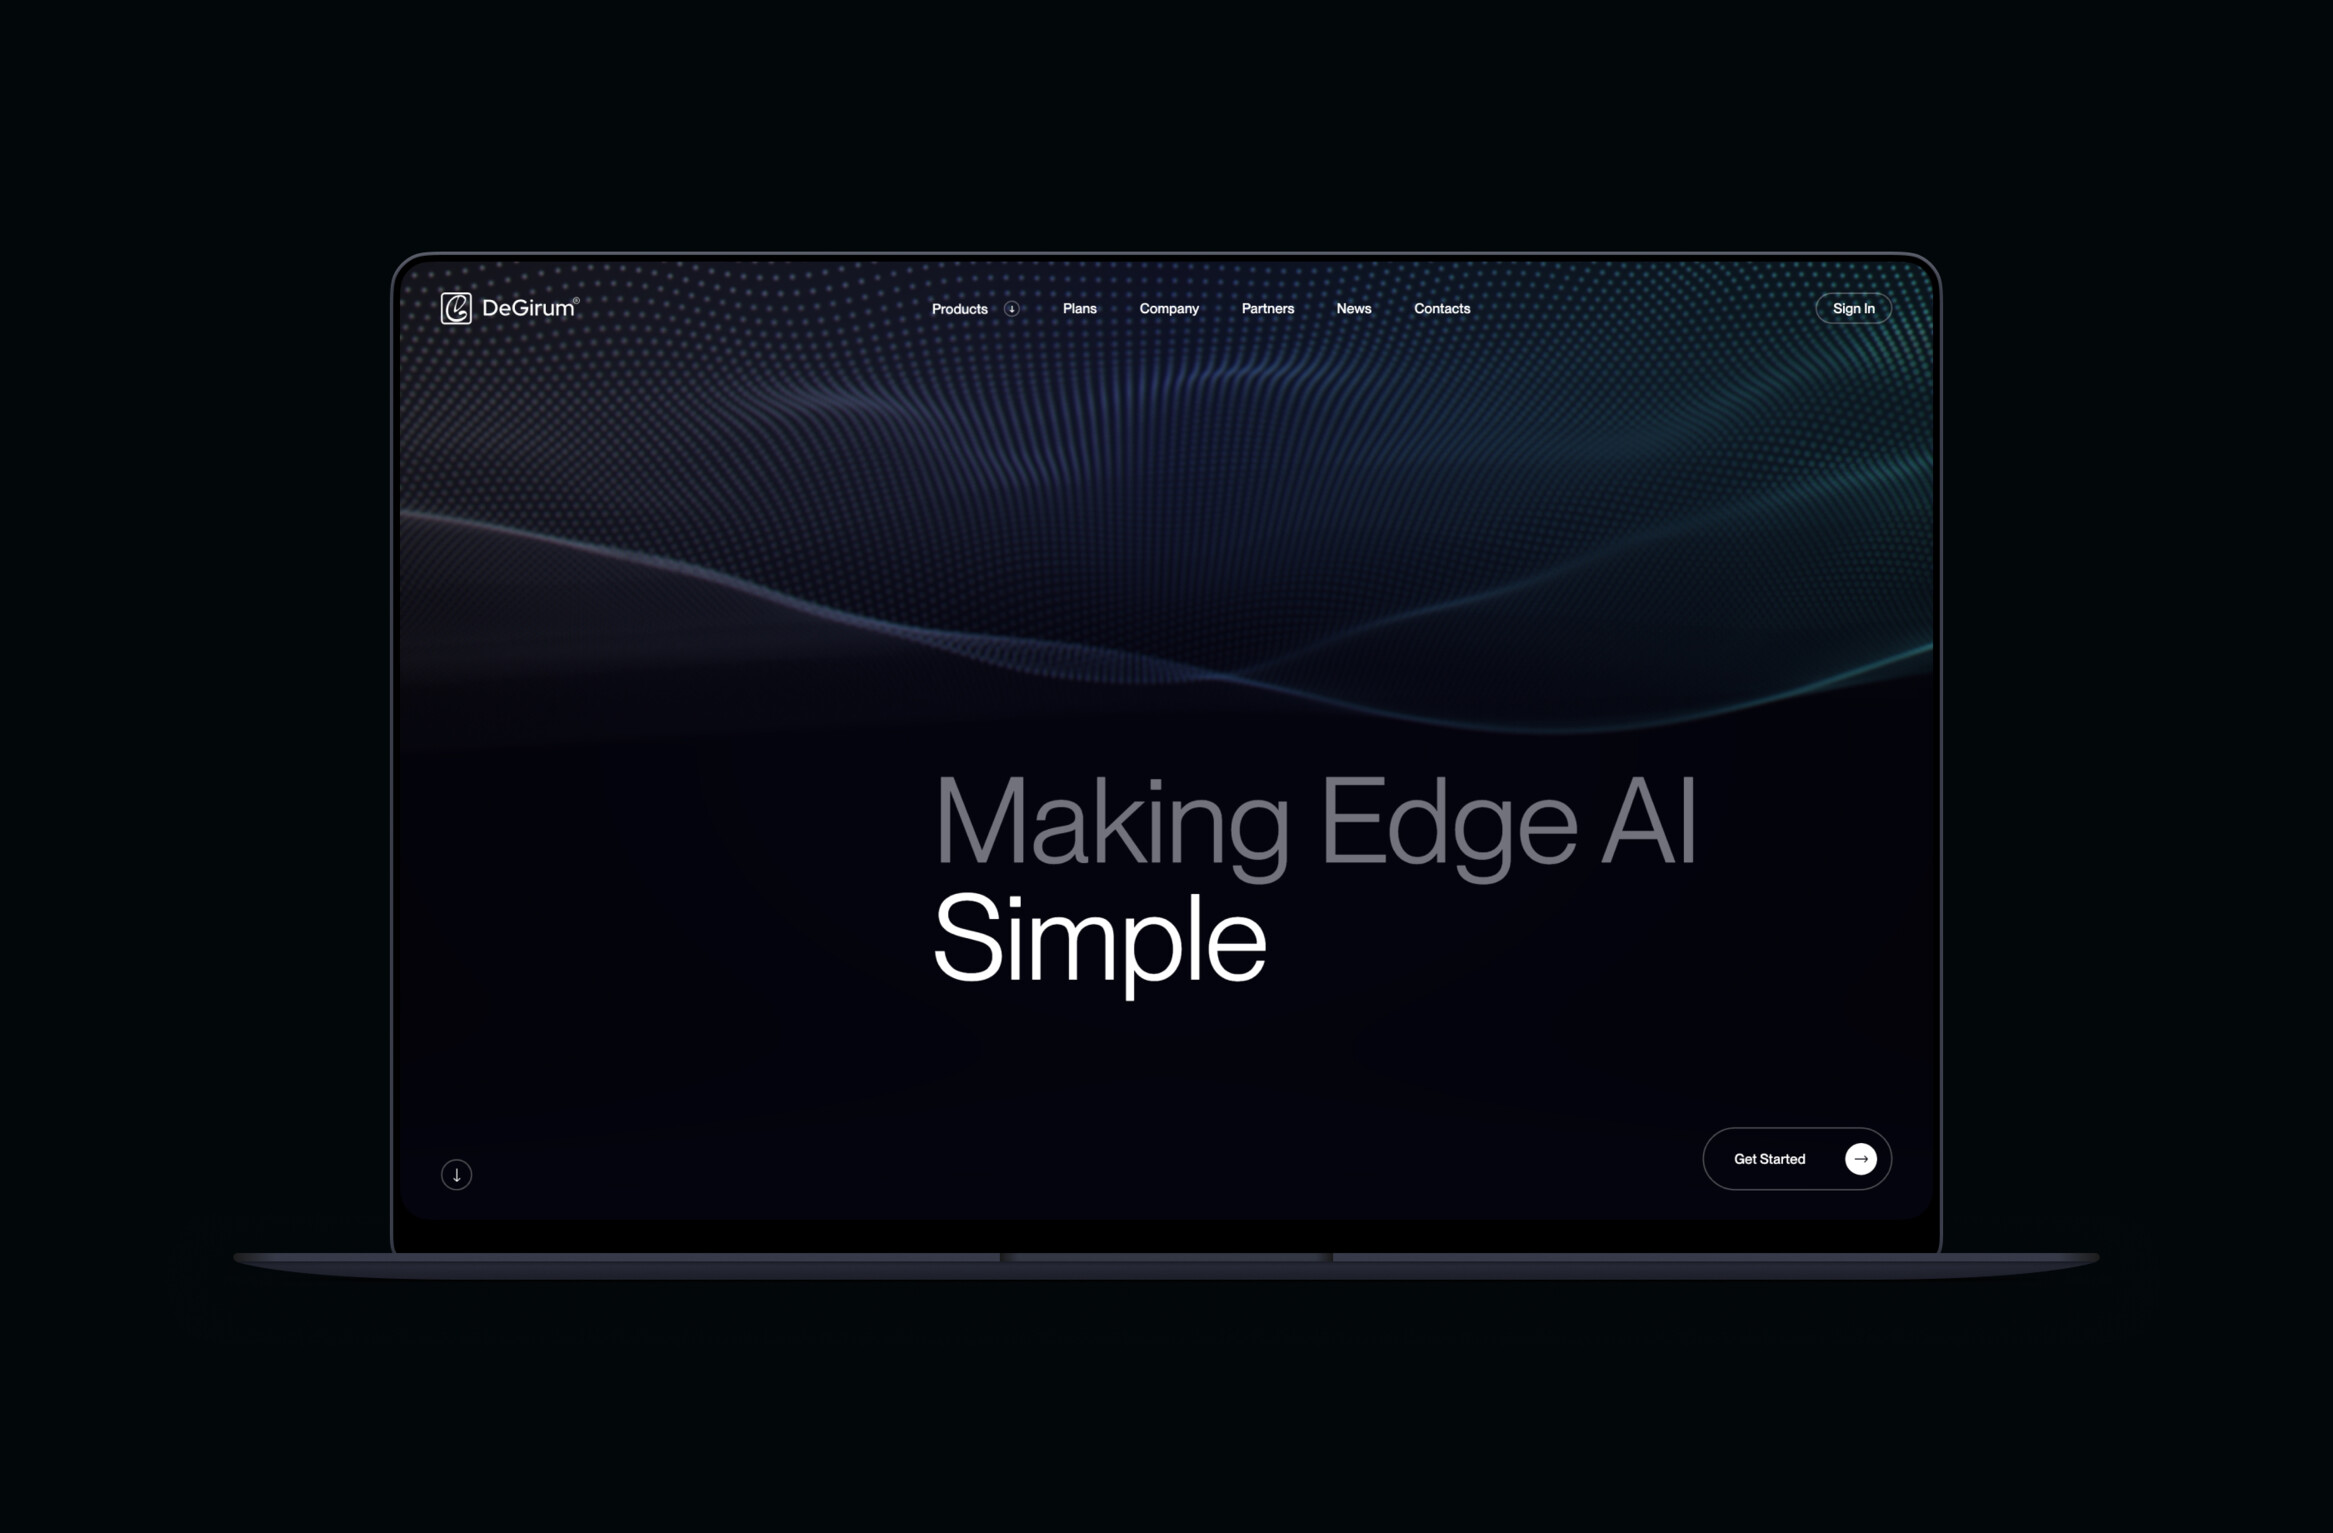 DeGirum®
Products
Plans
Company
Partners
News
Contacts
Sign In
Making Edge AI
Simple
Get Started